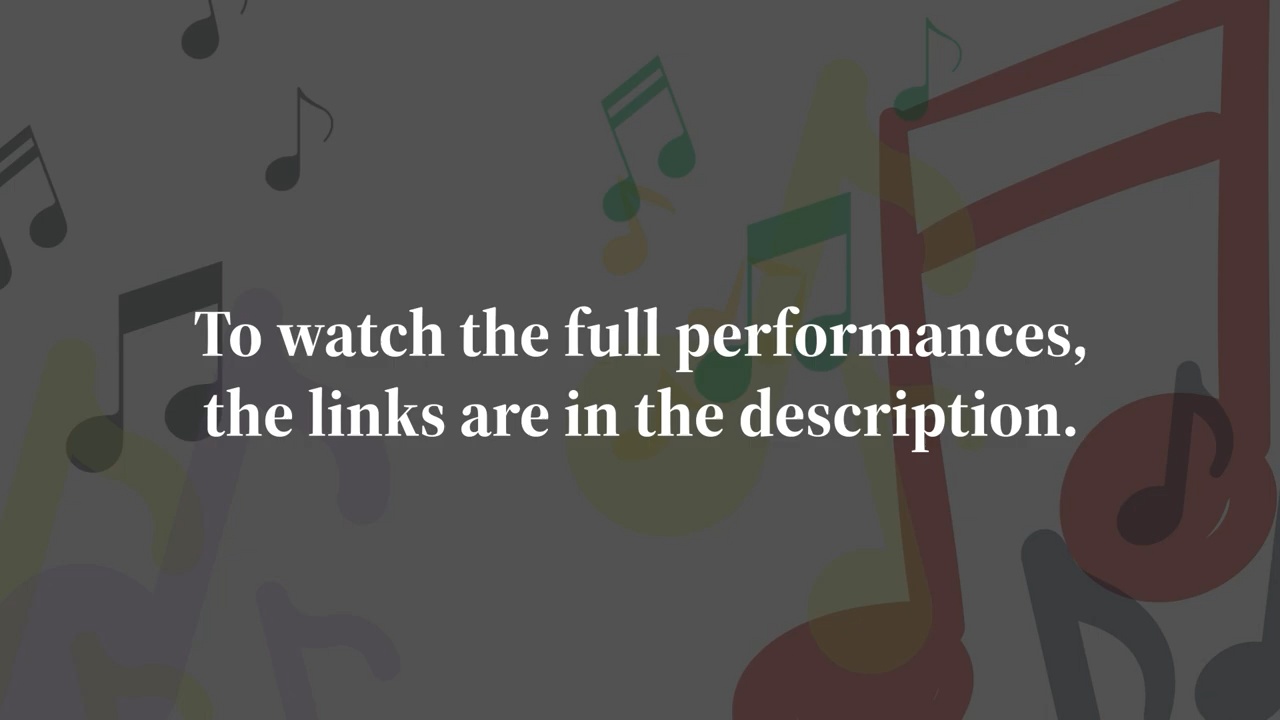 To watch the full performances,
the links are in the description.